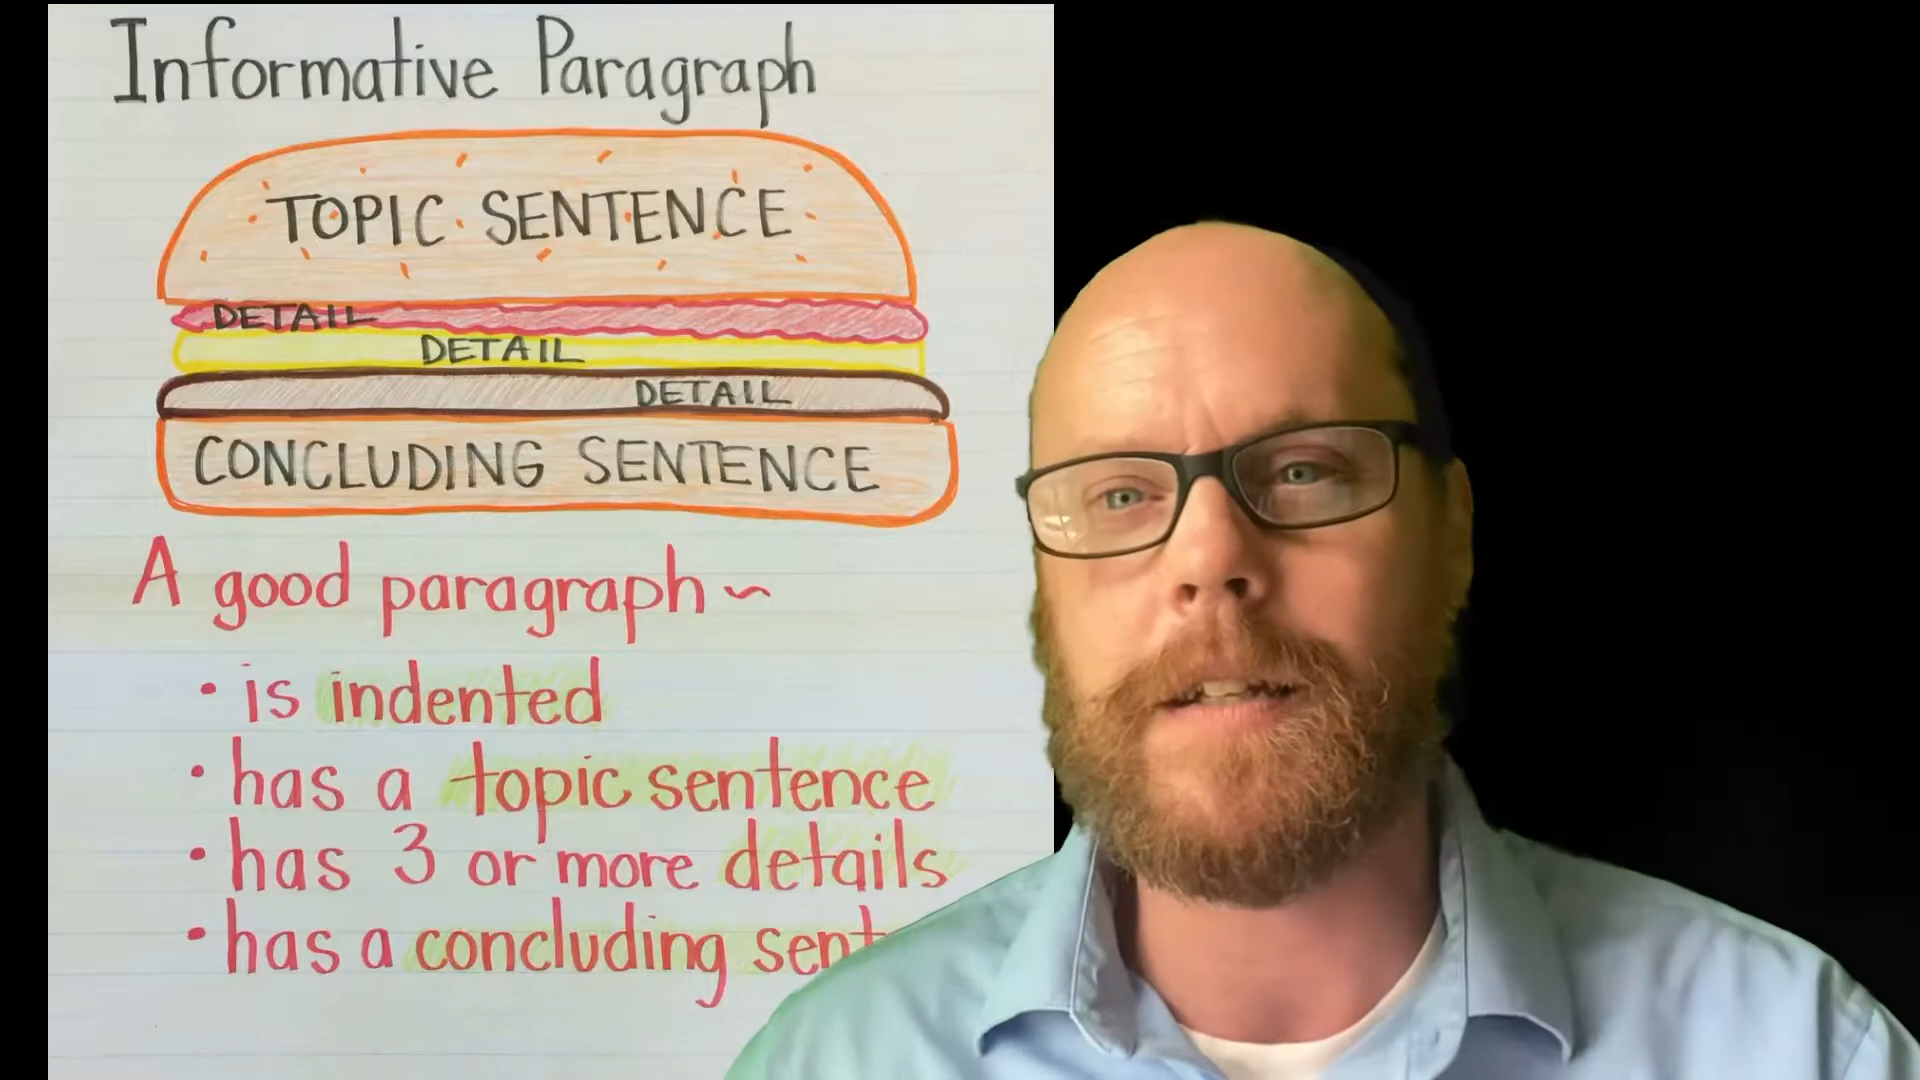 Informative Paragraph
TOPIC SENTENCE
DETAIL
DETAIL
DETAIL
CONCLUDING SENTENCE
A good paragraph ~
• is indented
• has a topic sentence
• has 3 or more details
• has a concluding sent